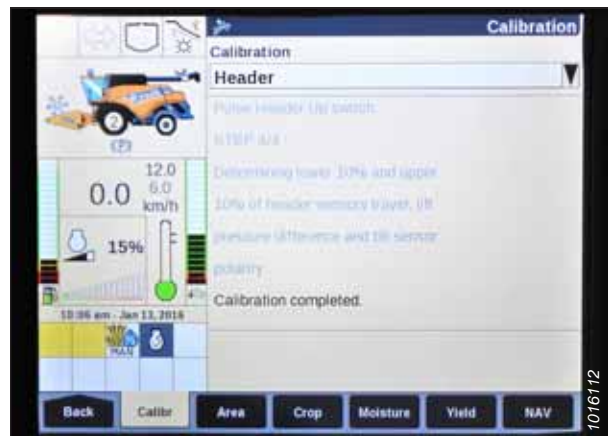 Calibration
Calibration
Header
Pulse Header Up switch.
STEP 4/4
Determining lower 10% and upper
10% of header sensors travel, lift
pressure difference and tilt sensor
polarity
Calibration completed.
2
(P)
12.0
0.0
6.0
km/h
15%
10:06 am - Jan 13, 2016
MAN
Back
Calibr
Area
Crop
Moisture
Yield
NAV
1016112